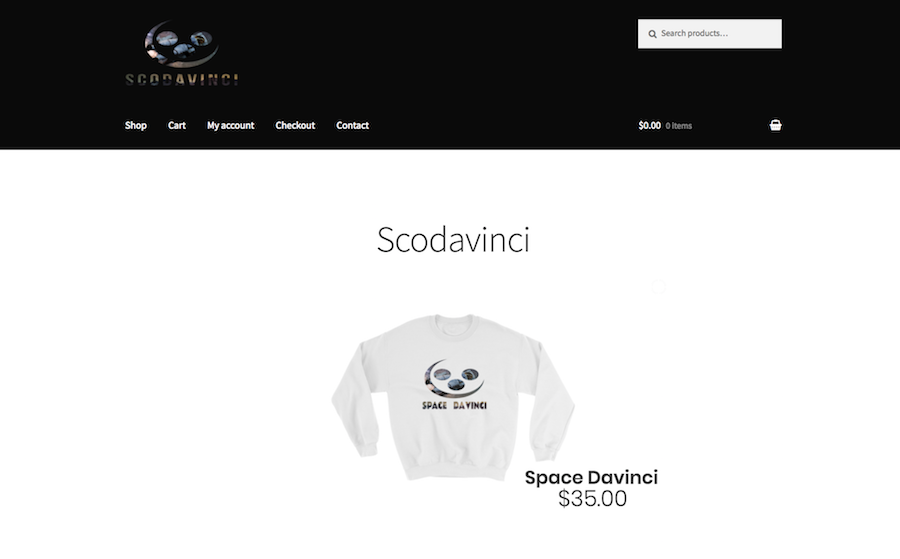 SCODAVINCI
Search products...
Shop Cart My account Checkout Contact
$0.00 0 items
Scodavinci
SPACE DAVINCI
Space Davinci
$35.00